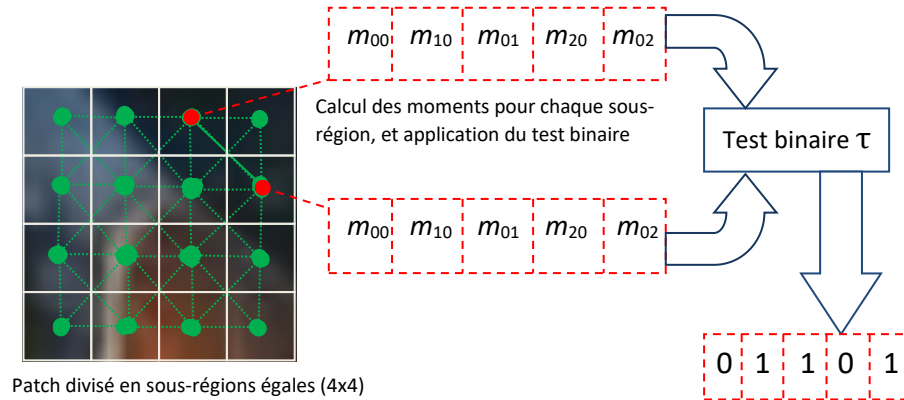 m00 m10 m01 m20 m02
Calcul des moments pour chaque sous-
région, et application du test binaire
Test binaire τ
m00 m10 m01 m20 m02
0 1 1 0 1
Patch divisé en sous-régions égales (4x4)